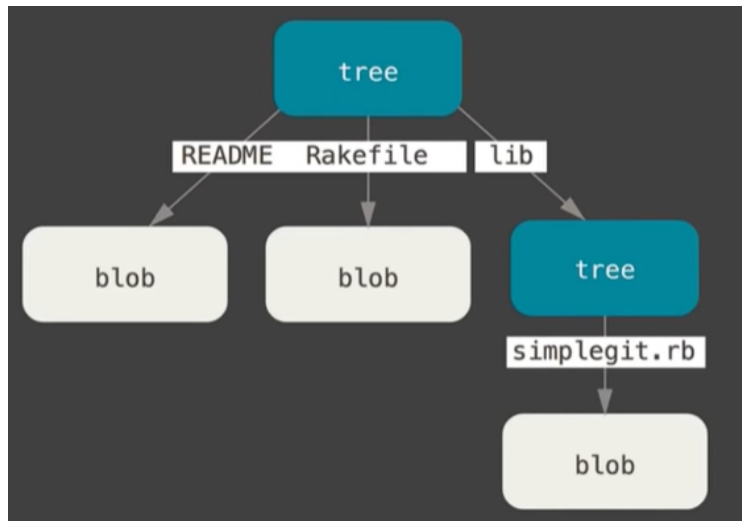 tree
README Rakefile lib
blob blob tree
simplegit.rb
blob